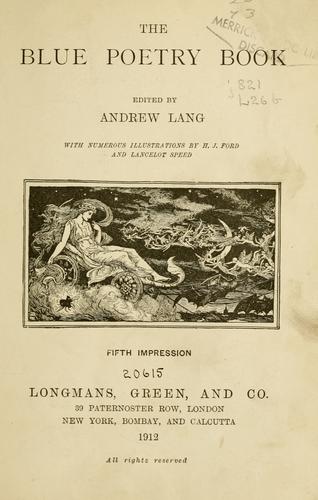 THE
BLUE POETRY BOOK
MERRICK
821
L26b
EDITED BY
ANDREW LANG
WITH NUMEROUS ILLUSTRATIONS BY H. J. FORD
AND LANCELOT SPEED
FIFTH IMPRESSION
20615
LONGMANS, GREEN, AND CO.
39 PATERNOSTER ROW, LONDON
NEW YORK, BOMBAY, AND CALCUTTA
1912
All rights reserved